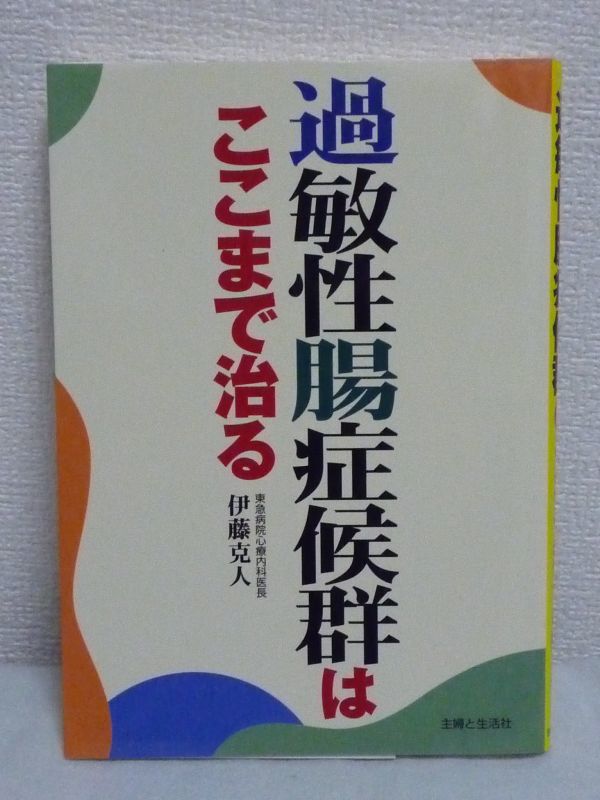 過敏性腸症候群は
ここまで治る
東急病院心療内科医長
伊藤克人
主婦と生活社